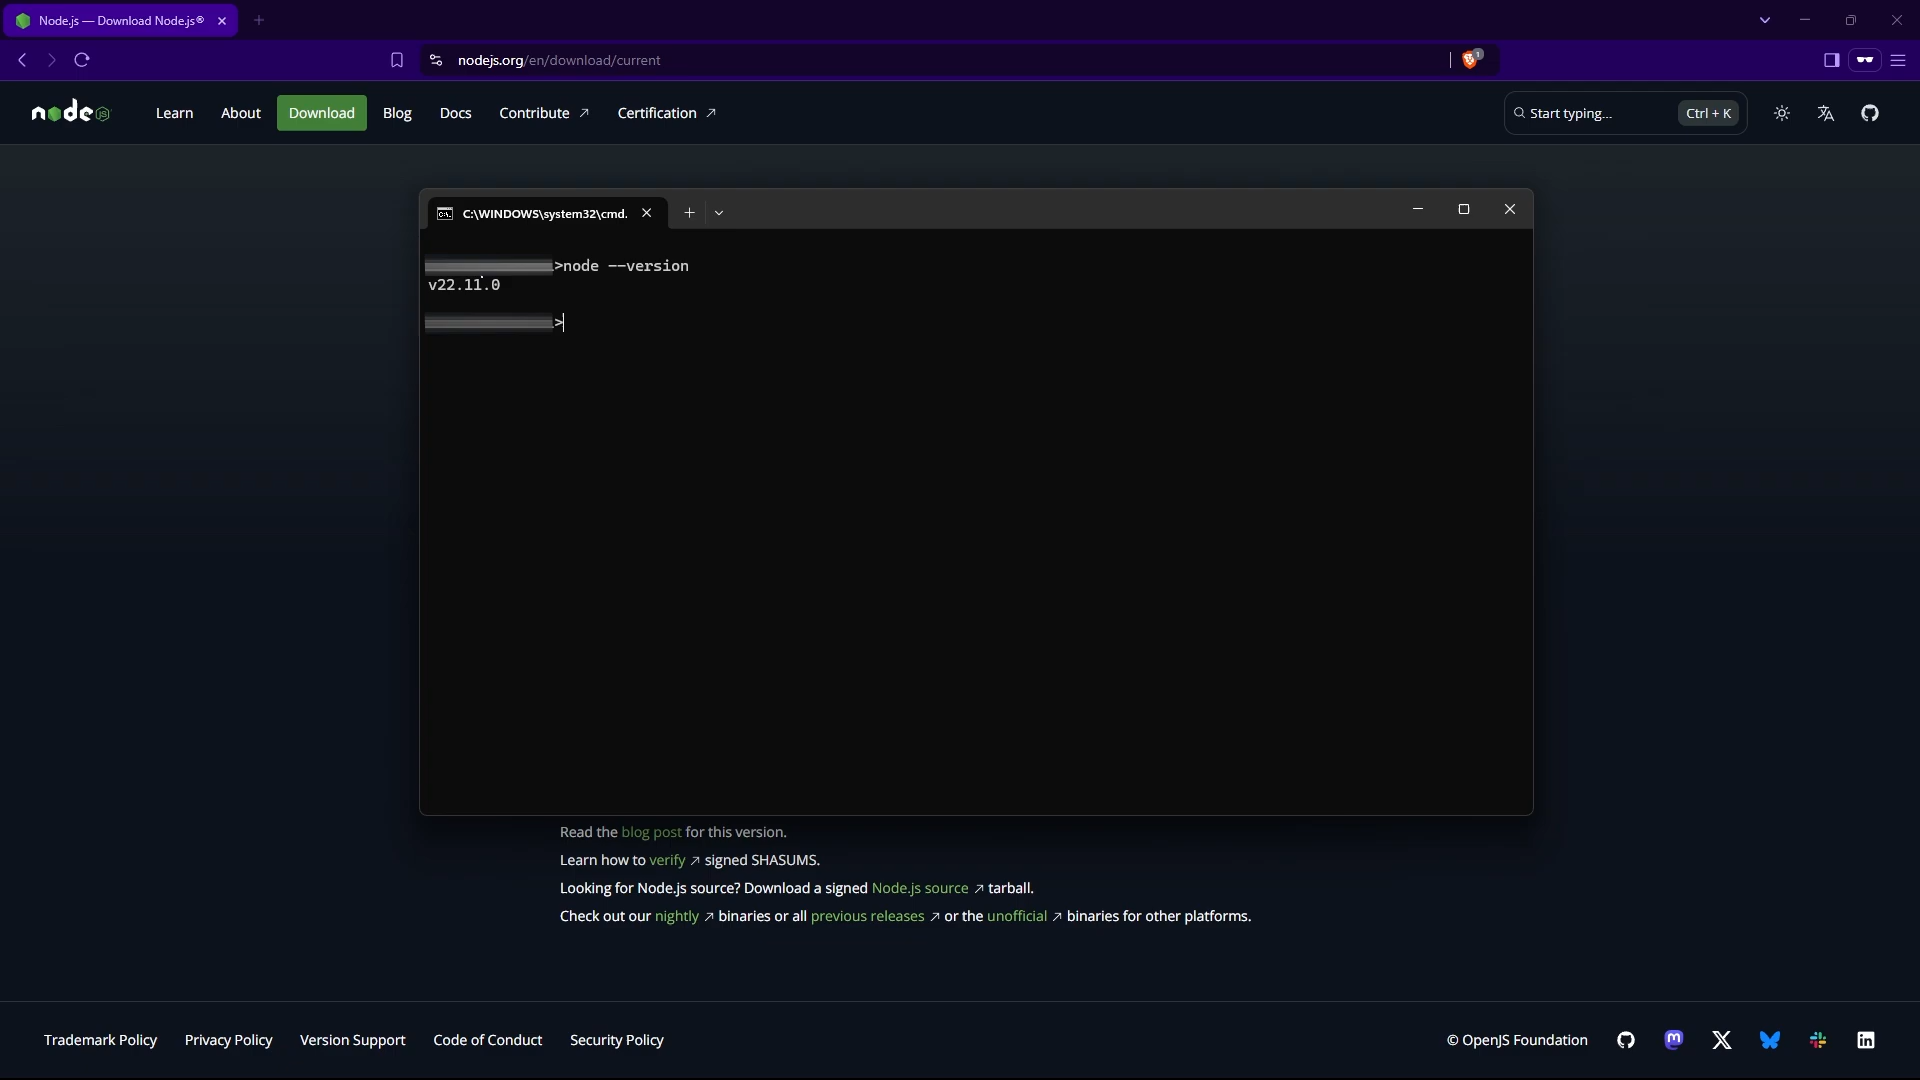 Node.js — Download Node.js®
nodejs.org/en/download/current
1
node JS
Learn
About
Download
Blog
Docs
Contribute ↗
Certification ↗
Start typing...
Ctrl + K
C:\WINDOWS\system32\cmd.
>node --version
v22.11.0
>
Read the blog post for this version.
Learn how to verify ↗ signed SHASUMS.
Looking for Node.js source? Download a signed Node.js source ↗ tarball.
Check out our nightly ↗ binaries or all previous releases ↗ or the unofficial ↗ binaries for other platforms.
Trademark Policy
Privacy Policy
Version Support
Code of Conduct
Security Policy
© OpenJS Foundation